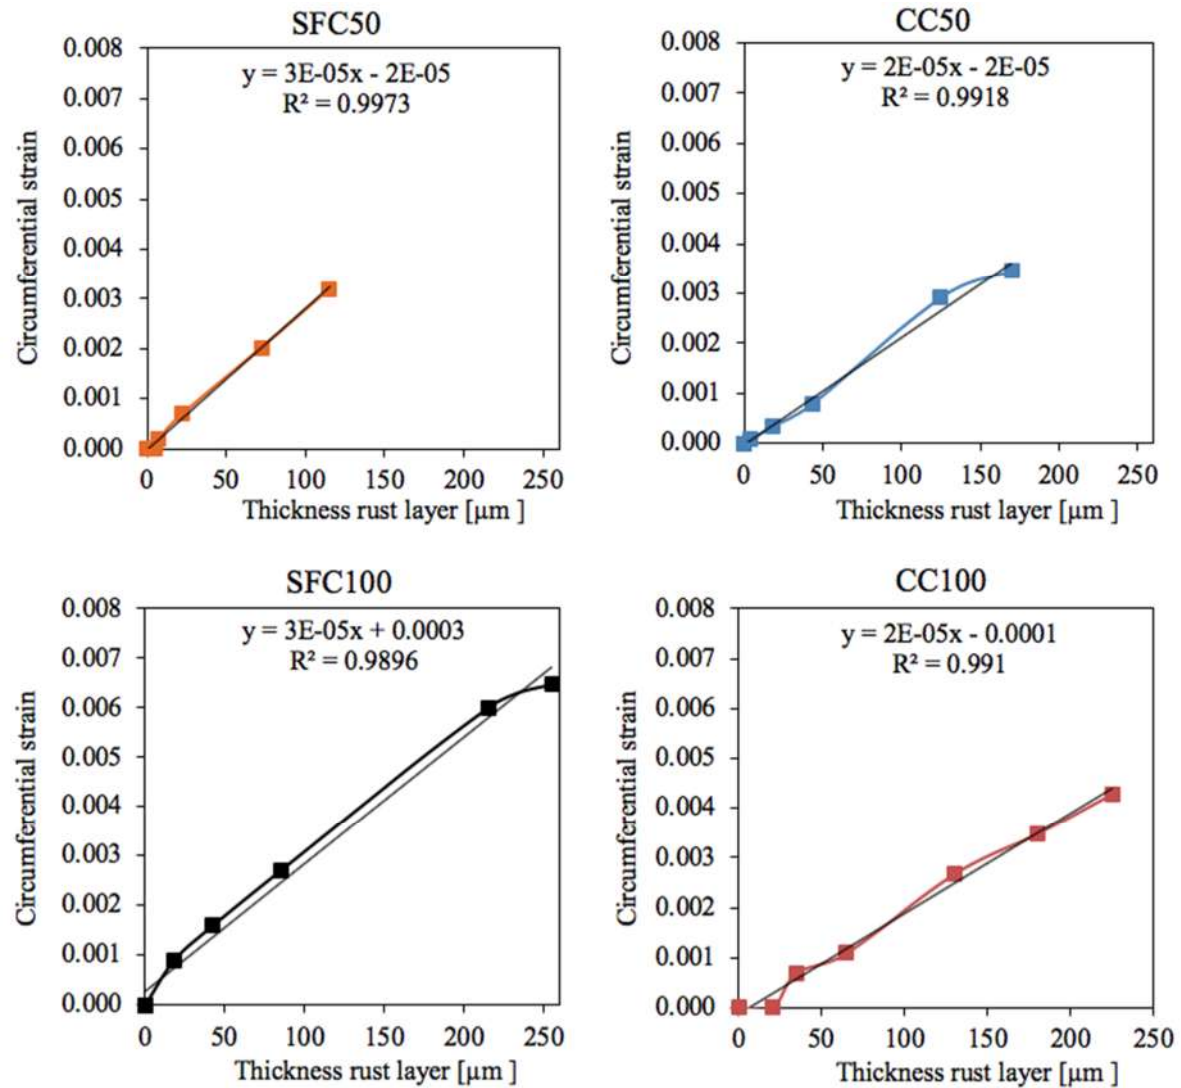 SFC50
y = 3E-05x - 2E-05
R² = 0.9973
Circumferential strain
0.008
0.007
0.006
0.005
0.004
0.003
0.002
0.001
0.000
0 50 100 150 200 250
Thickness rust layer [µm ]
CC50
y = 2E-05x - 2E-05
R² = 0.9918
Circumferential strain
0.008
0.007
0.006
0.005
0.004
0.003
0.002
0.001
0.000
0 50 100 150 200 250
Thickness rust layer [µm ]
SFC100
y = 3E-05x + 0.0003
R² = 0.9896
Circumferential strain
0.008
0.007
0.006
0.005
0.004
0.003
0.002
0.001
0.000
0 50 100 150 200 250
Thickness rust layer [µm ]
CC100
y = 2E-05x - 0.0001
R² = 0.991
Circumferential strain
0.008
0.007
0.006
0.005
0.004
0.003
0.002
0.001
0.000
0 50 100 150 200 250
Thickness rust layer [µm ]